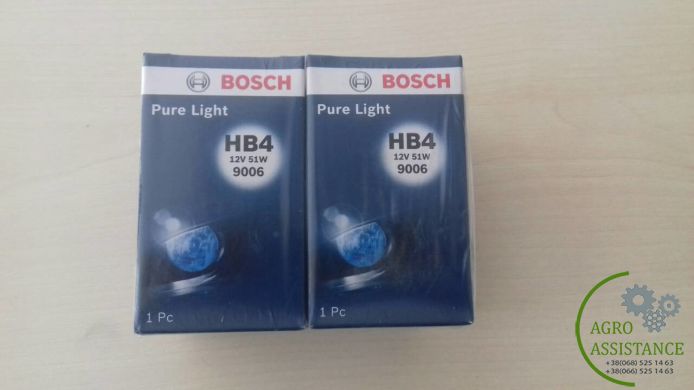 BOSCH
Pure Light
HB4
12V 51W
9006
1 Pc
BOSCH
Pure Light
HB4
12V 51W
9006
1 Pc
AGRO
ASSISTANCE
+38(068) 525 14 63
+38(066) 525 14 63